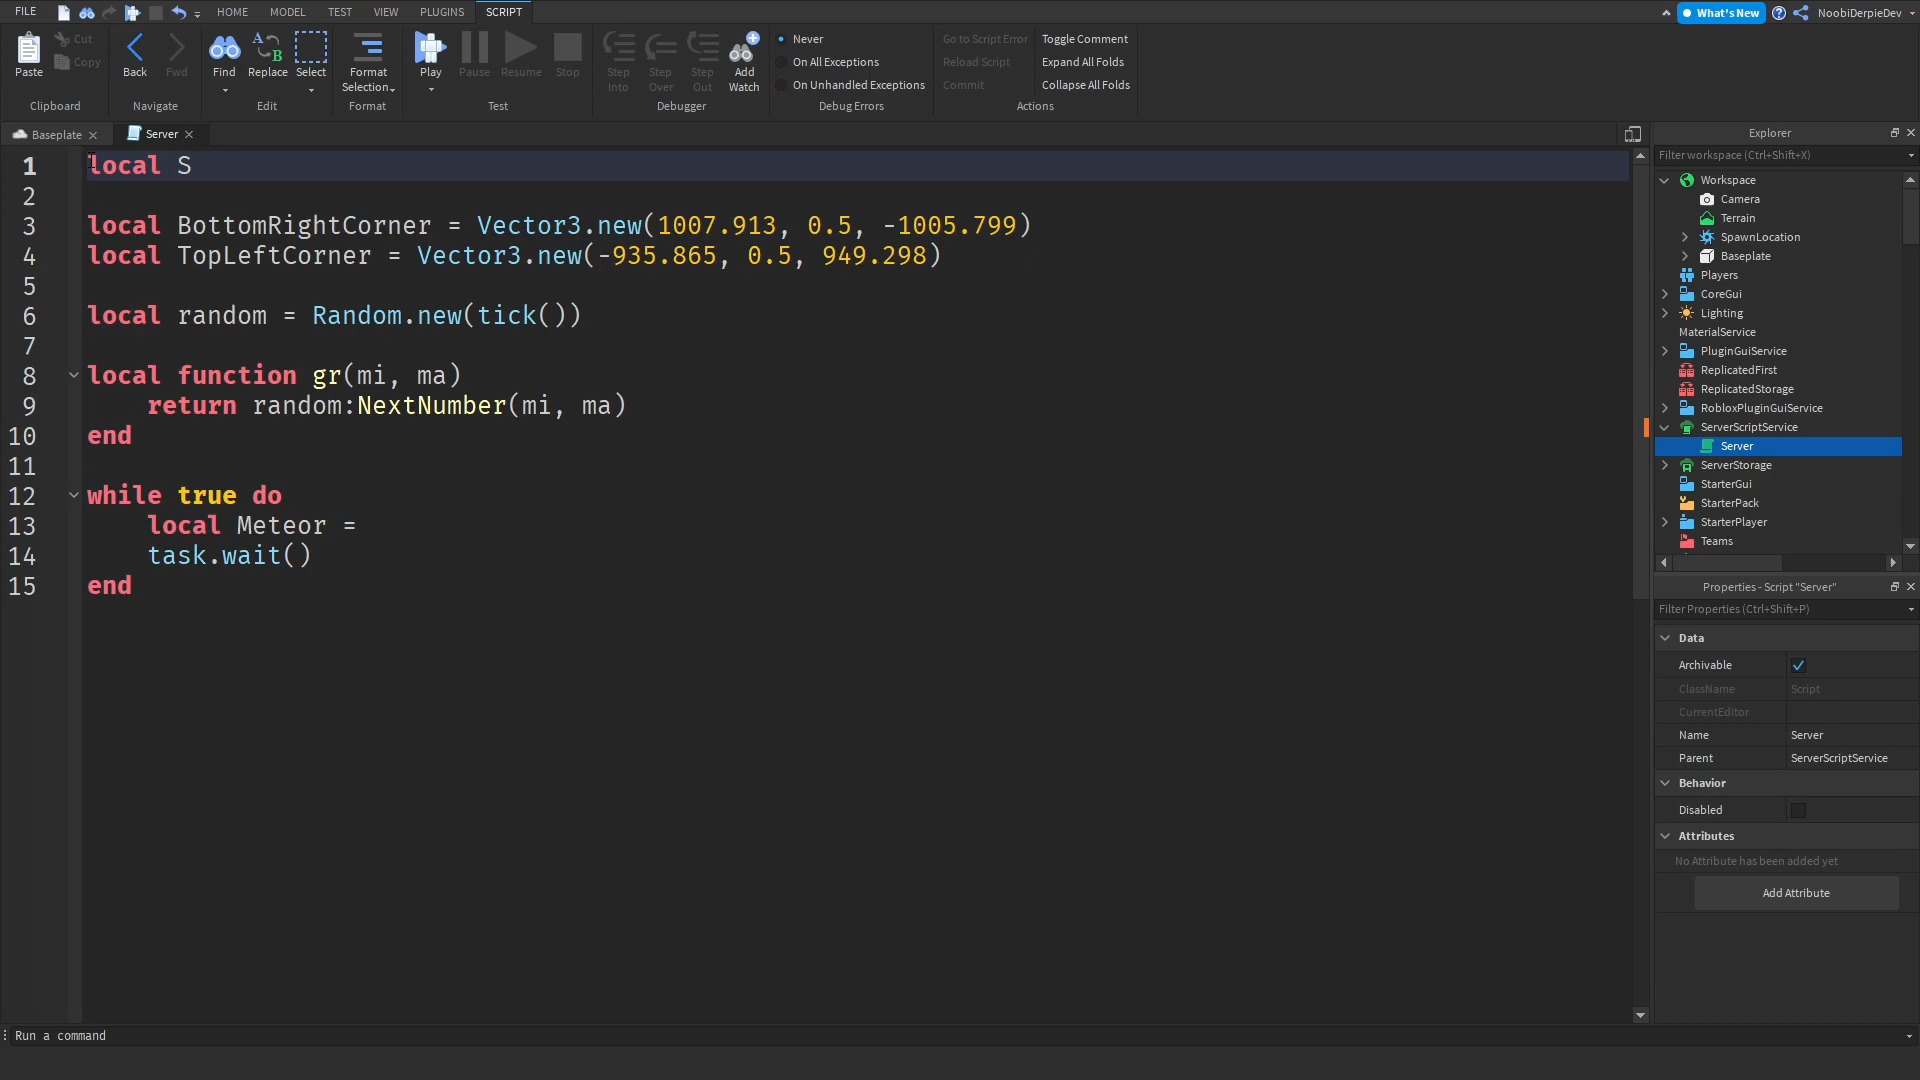 FILE HOME MODEL TEST VIEW PLUGINS SCRIPT What's New NoobiDerpieDev
Paste Cut Copy Clipboard
Back Fwd Navigate
Find Replace Select Edit
Format Selection Format
Play Pause Resume Stop Test
Step Into Step Over Step Out Add Watch Debugger
Never
On All Exceptions
On Unhandled Exceptions
Debug Errors
Go to Script Error Toggle Comment
Reload Script Expand All Folds
Commit Collapse All Folds
Actions
Baseplate Server
1 local S
2
3 local BottomRightCorner = Vector3.new(1007.913, 0.5, -1005.799)
4 local TopLeftCorner = Vector3.new(-935.865, 0.5, 949.298)
5
6 local random = Random.new(tick())
7
8 local function gr(mi, ma)
9 return random:NextNumber(mi, ma)
10 end
11
12 while true do
13 local Meteor =
14 task.wait()
15 end
Explorer
Filter workspace (Ctrl+Shift+X)
Workspace
Camera
Terrain
SpawnLocation
Baseplate
Players
CoreGui
Lighting
MaterialService
PluginGuiService
ReplicatedFirst
ReplicatedStorage
RobloxPluginGuiService
ServerScriptService
Server
ServerStorage
StarterGui
StarterPack
StarterPlayer
Teams
Properties - Script "Server"
Filter Properties (Ctrl+Shift+P)
Data
Archivable
ClassName Script
CurrentEditor
Name Server
Parent ServerScriptService
Behavior
Disabled
Attributes
No Attribute has been added yet
Add Attribute
Run a command